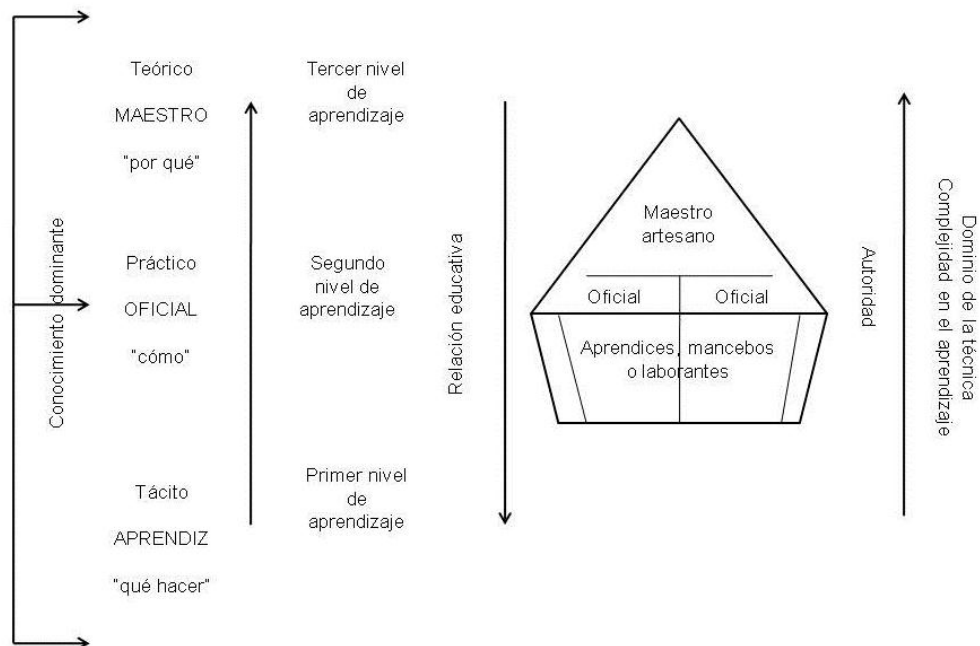 Conocimiento dominante
Teórico
MAESTRO
"por qué"
Práctico
OFICIAL
"cómo"
Tácito
APRENDIZ
"qué hacer"
Tercer nivel
de
aprendizaje
Segundo
nivel de
aprendizaje
Primer nivel
de
aprendizaje
Relación educativa
Maestro
artesano
Oficial
Oficial
Aprendices, mancebos
o laborantes
Autoridad
Dominio de la técnica
Complejidad en el aprendizaje